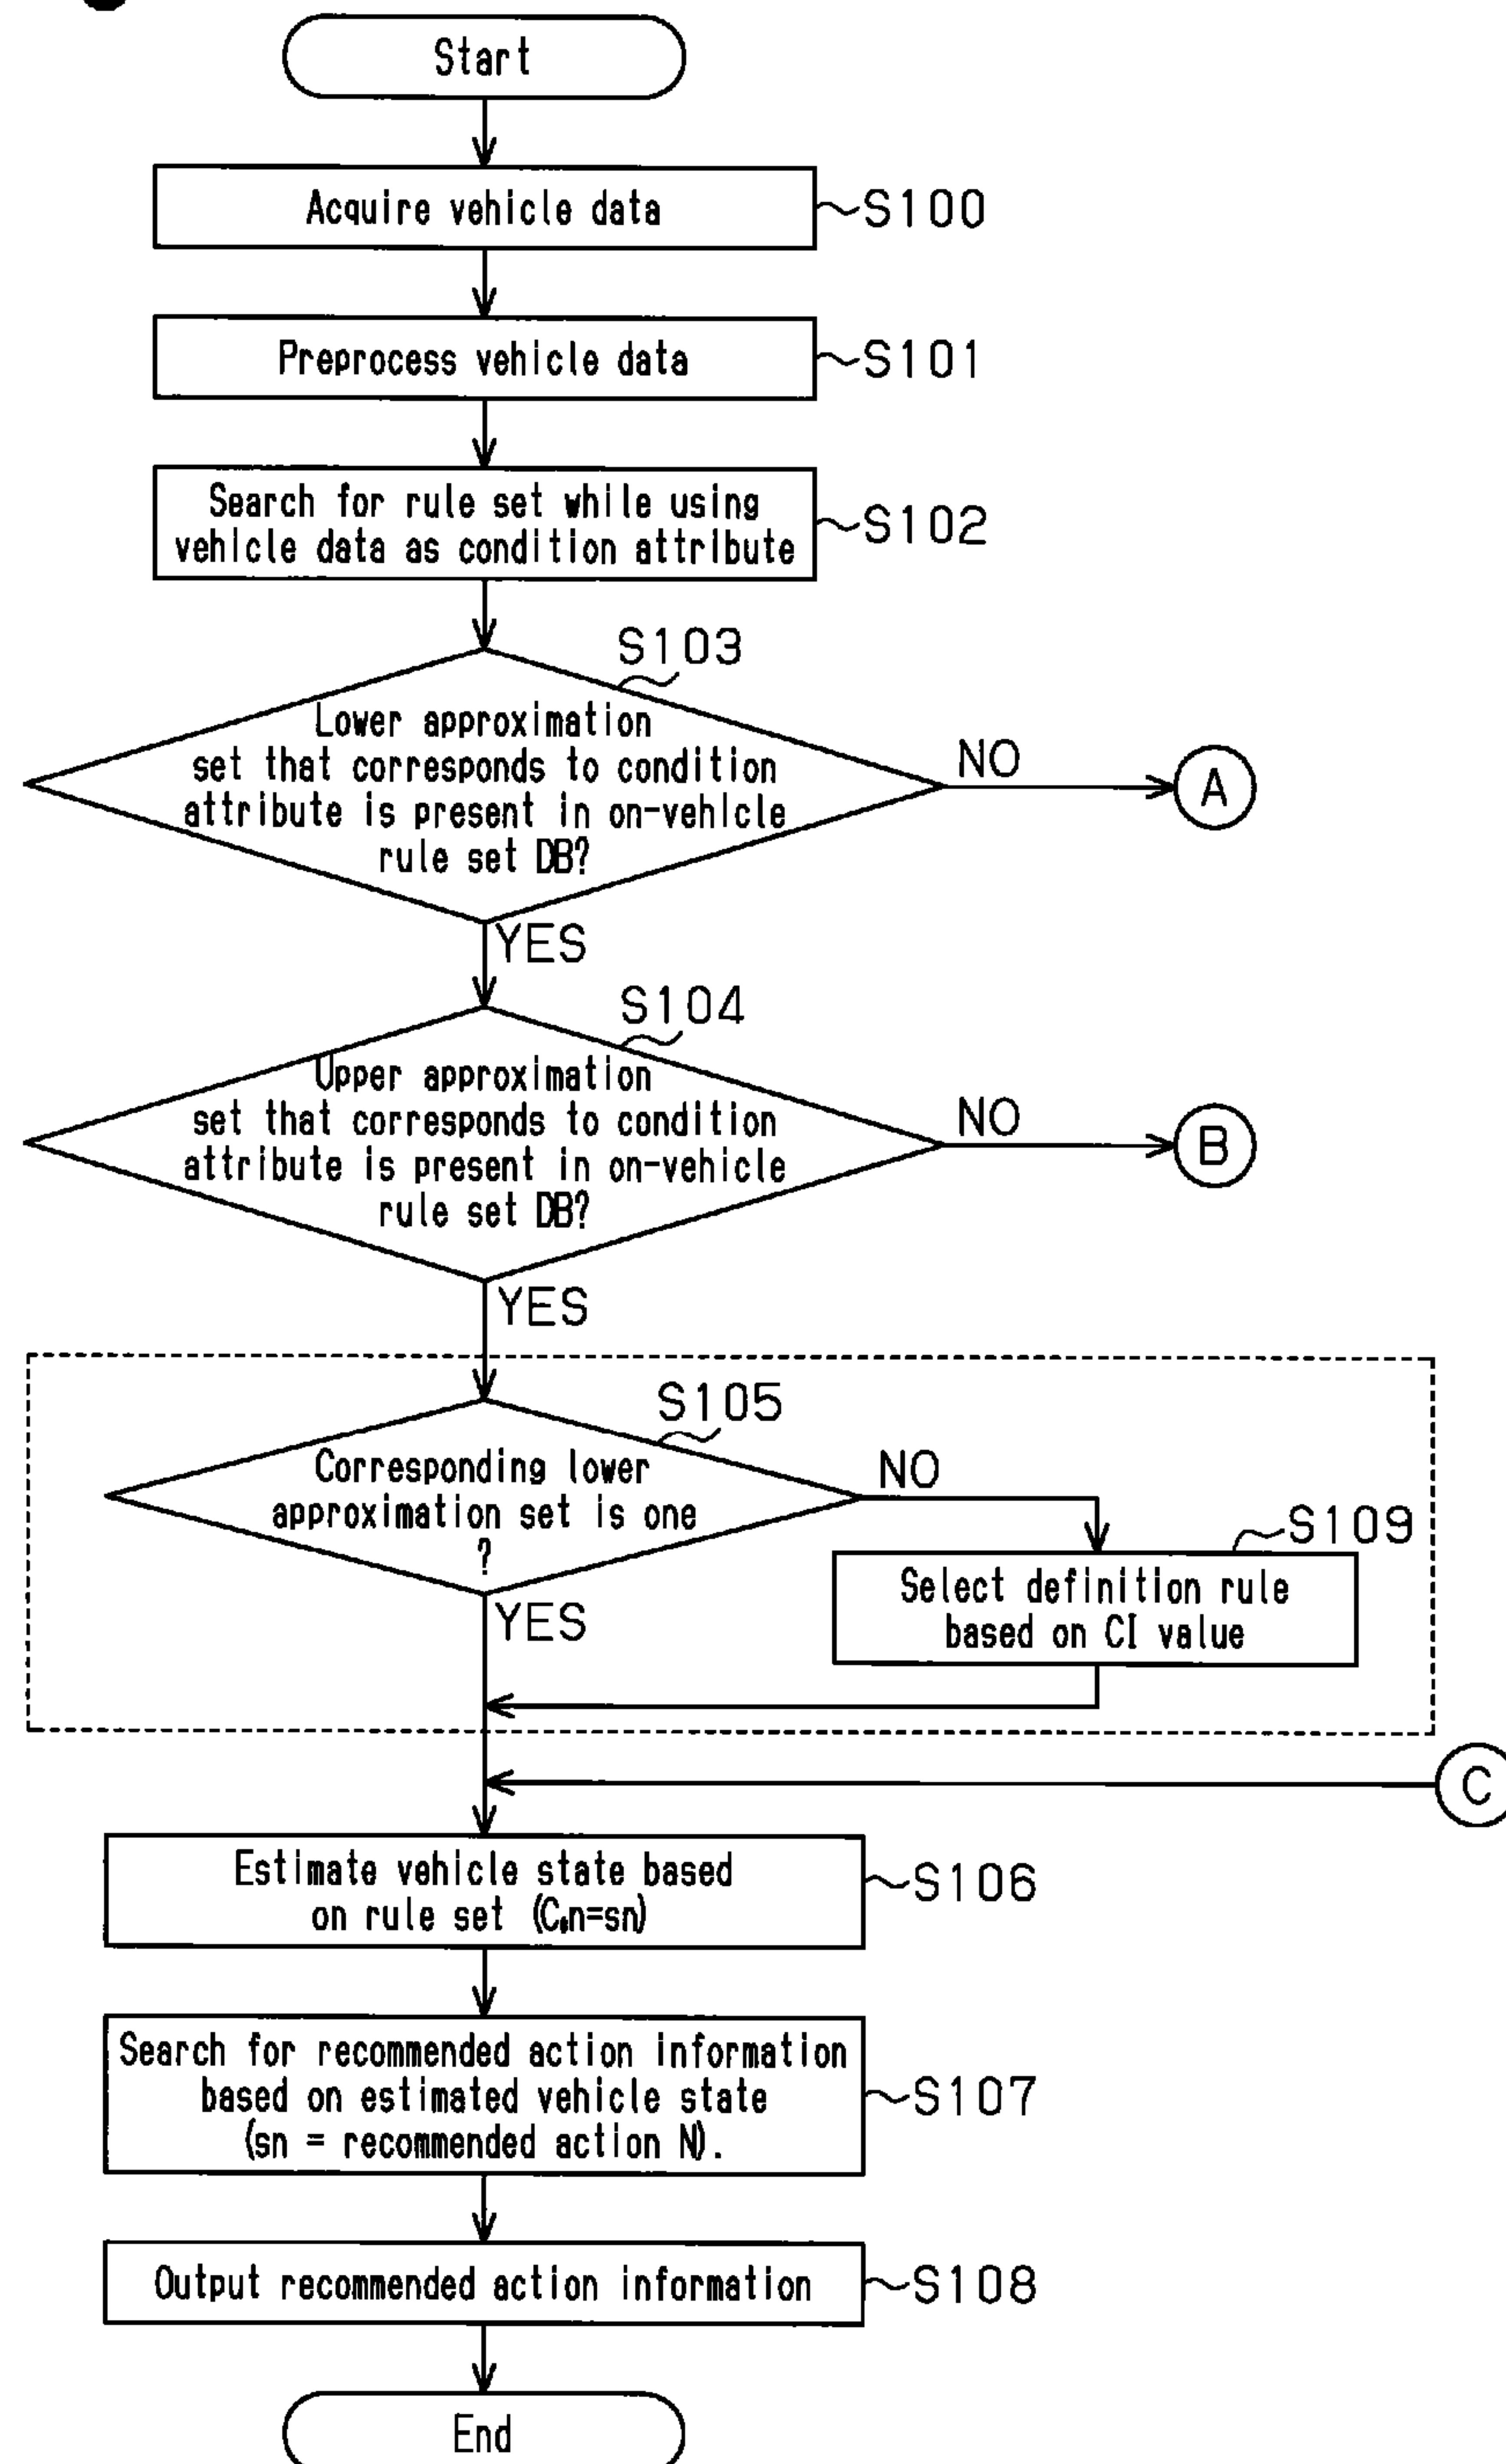 Start
Acquire vehicle data
S100
Preprocess vehicle data
S101
Search for rule set while using
vehicle data as condition attribute
S102
S103
Lower approximation
set that corresponds to condition
attribute is present in on-vehicle
rule set DB?
NO
A
YES
S104
Upper approximation
set that corresponds to condition
attribute is present in on-vehicle
rule set DB?
NO
B
YES
S105
Corresponding lower
approximation set is one
?
NO
S109
Select definition rule
based on CI value
YES
C
Estimate vehicle state based
on rule set
S106
Search for recommended action information
based on estimated vehicle state
(sn = recommended action N).
S107
Output recommended action information
S108
End